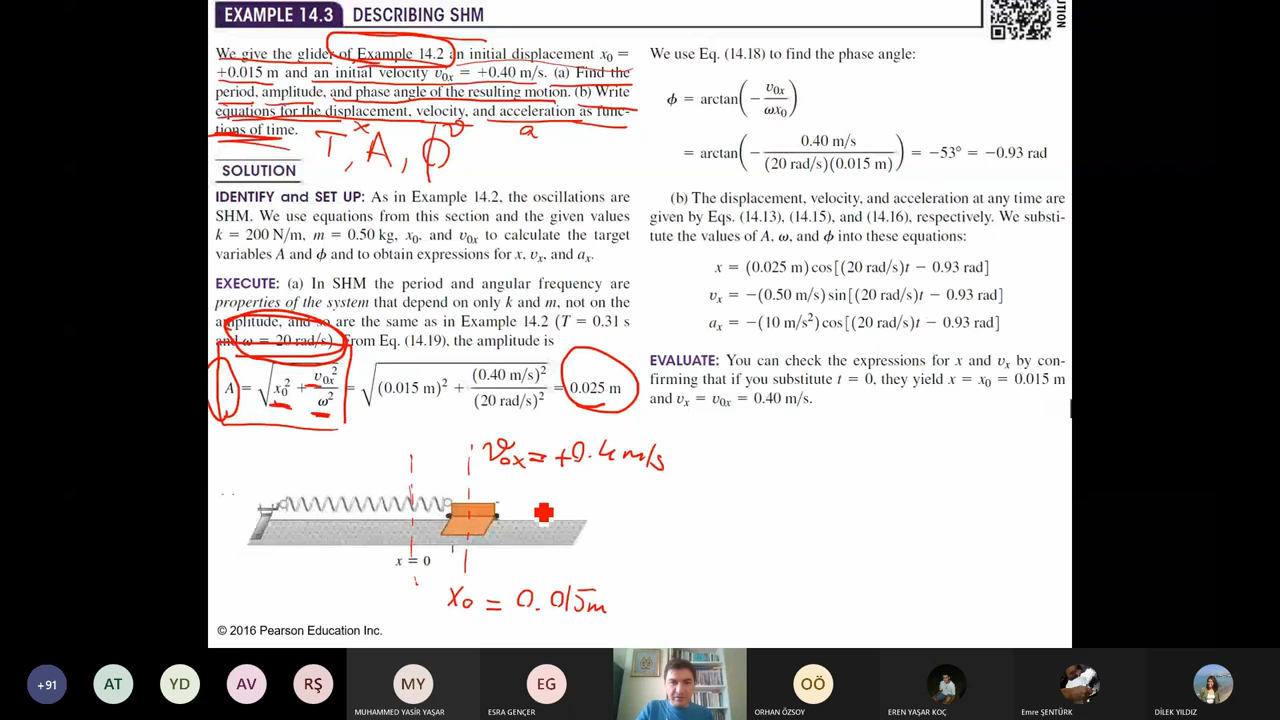 EXAMPLE 14.3 DESCRIBING SHM
We give the glider of Example 14.2 an initial displacement x₀ =
+0.015 m and an initial velocity v₀ₓ = +0.40 m/s. (a) Find the
period, amplitude, and phase angle of the resulting motion. (b) Write
equations for the displacement, velocity, and acceleration as func-
tions of time.
x v a
T, A, ϕ
SOLUTION
IDENTIFY and SET UP: As in Example 14.2, the oscillations are
SHM. We use equations from this section and the given values
k = 200 N/m, m = 0.50 kg, x₀, and v₀ₓ to calculate the target
variables A and ϕ and to obtain expressions for x, vₓ, and aₓ.
EXECUTE: (a) In SHM the period and angular frequency are
properties of the system that depend on only k and m, not on the
amplitude, and so are the same as in Example 14.2 (T = 0.31 s
and ω = 20 rad/s). From Eq. (14.19), the amplitude is
A = √(x₀² + v₀ₓ²/ω²) = √((0.015 m)² + (0.40 m/s)²/(20 rad/s)²) = 0.025 m
v₀ₓ = +0.4 m/s
x = 0
x₀ = 0.015m
© 2016 Pearson Education Inc.
We use Eq. (14.18) to find the phase angle:
ϕ = arctan(−v₀ₓ/ωx₀)
= arctan(−0.40 m/s/(20 rad/s)(0.015 m)) = −53° = −0.93 rad
(b) The displacement, velocity, and acceleration at any time are
given by Eqs. (14.13), (14.15), and (14.16), respectively. We substi-
tute the values of A, ω, and ϕ into these equations:
x = (0.025 m) cos[(20 rad/s)t − 0.93 rad]
vₓ = −(0.50 m/s) sin[(20 rad/s)t − 0.93 rad]
aₓ = −(10 m/s²) cos[(20 rad/s)t − 0.93 rad]
EVALUATE: You can check the expressions for x and vₓ by con-
firming that if you substitute t = 0, they yield x = x₀ = 0.015 m
and vₓ = v₀ₓ = 0.40 m/s.
+91
AT
YD
AV
RŞ
MY
MUHAMMED YASİR YAŞAR
EG
ESRA GENÇER
OÖ
ORHAN ÖZSOY
EREN YAŞAR KOÇ
Emre ŞENTÜRK
DİLEK YILDIZ